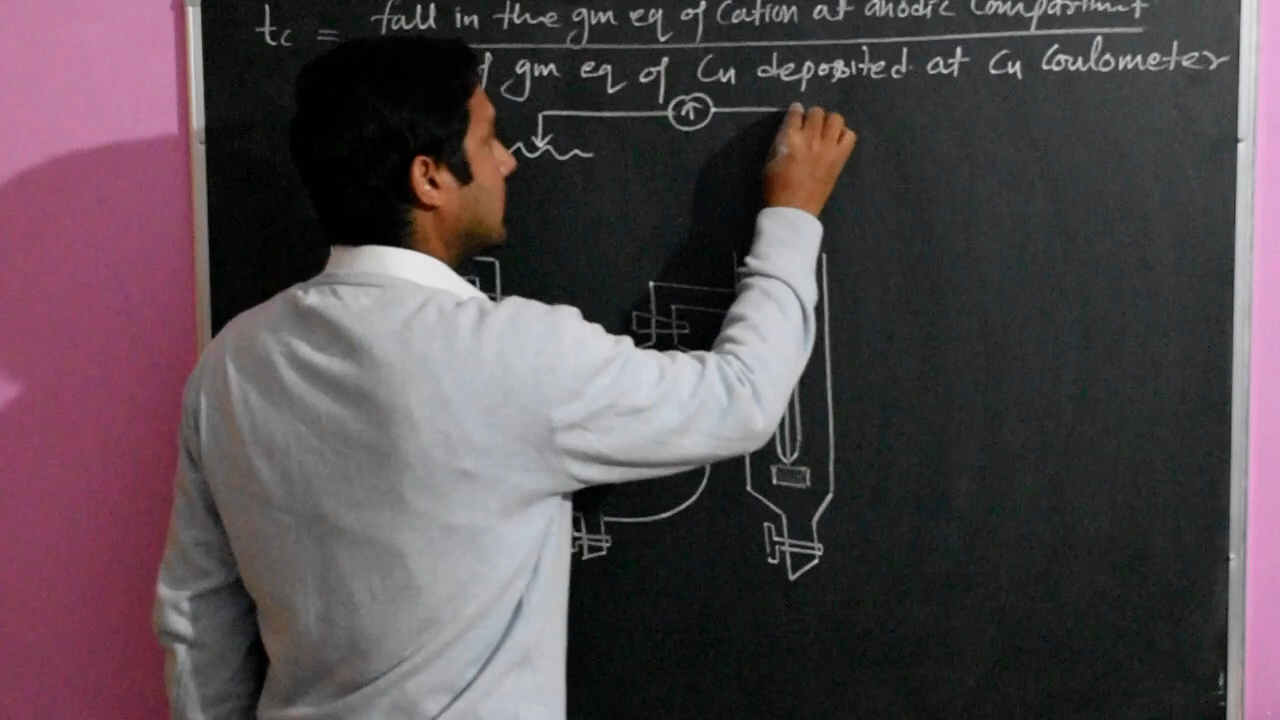 tc = fall in the gm eq of Cation at anodic Compartment
gm eq of Cu deposited at Cu Coulometer